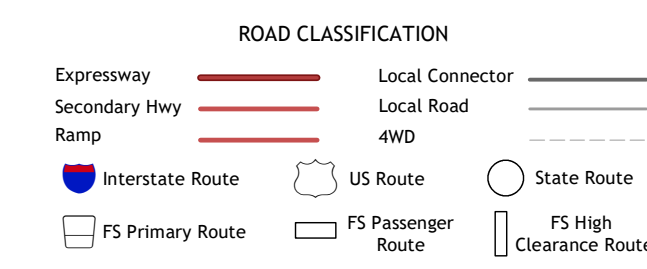 ROAD CLASSIFICATION
Expressway
Local Connector
Secondary Hwy
Local Road
Ramp
4WD
Interstate Route
US Route
State Route
FS Primary Route
FS Passenger
Route
FS High
Clearance Route